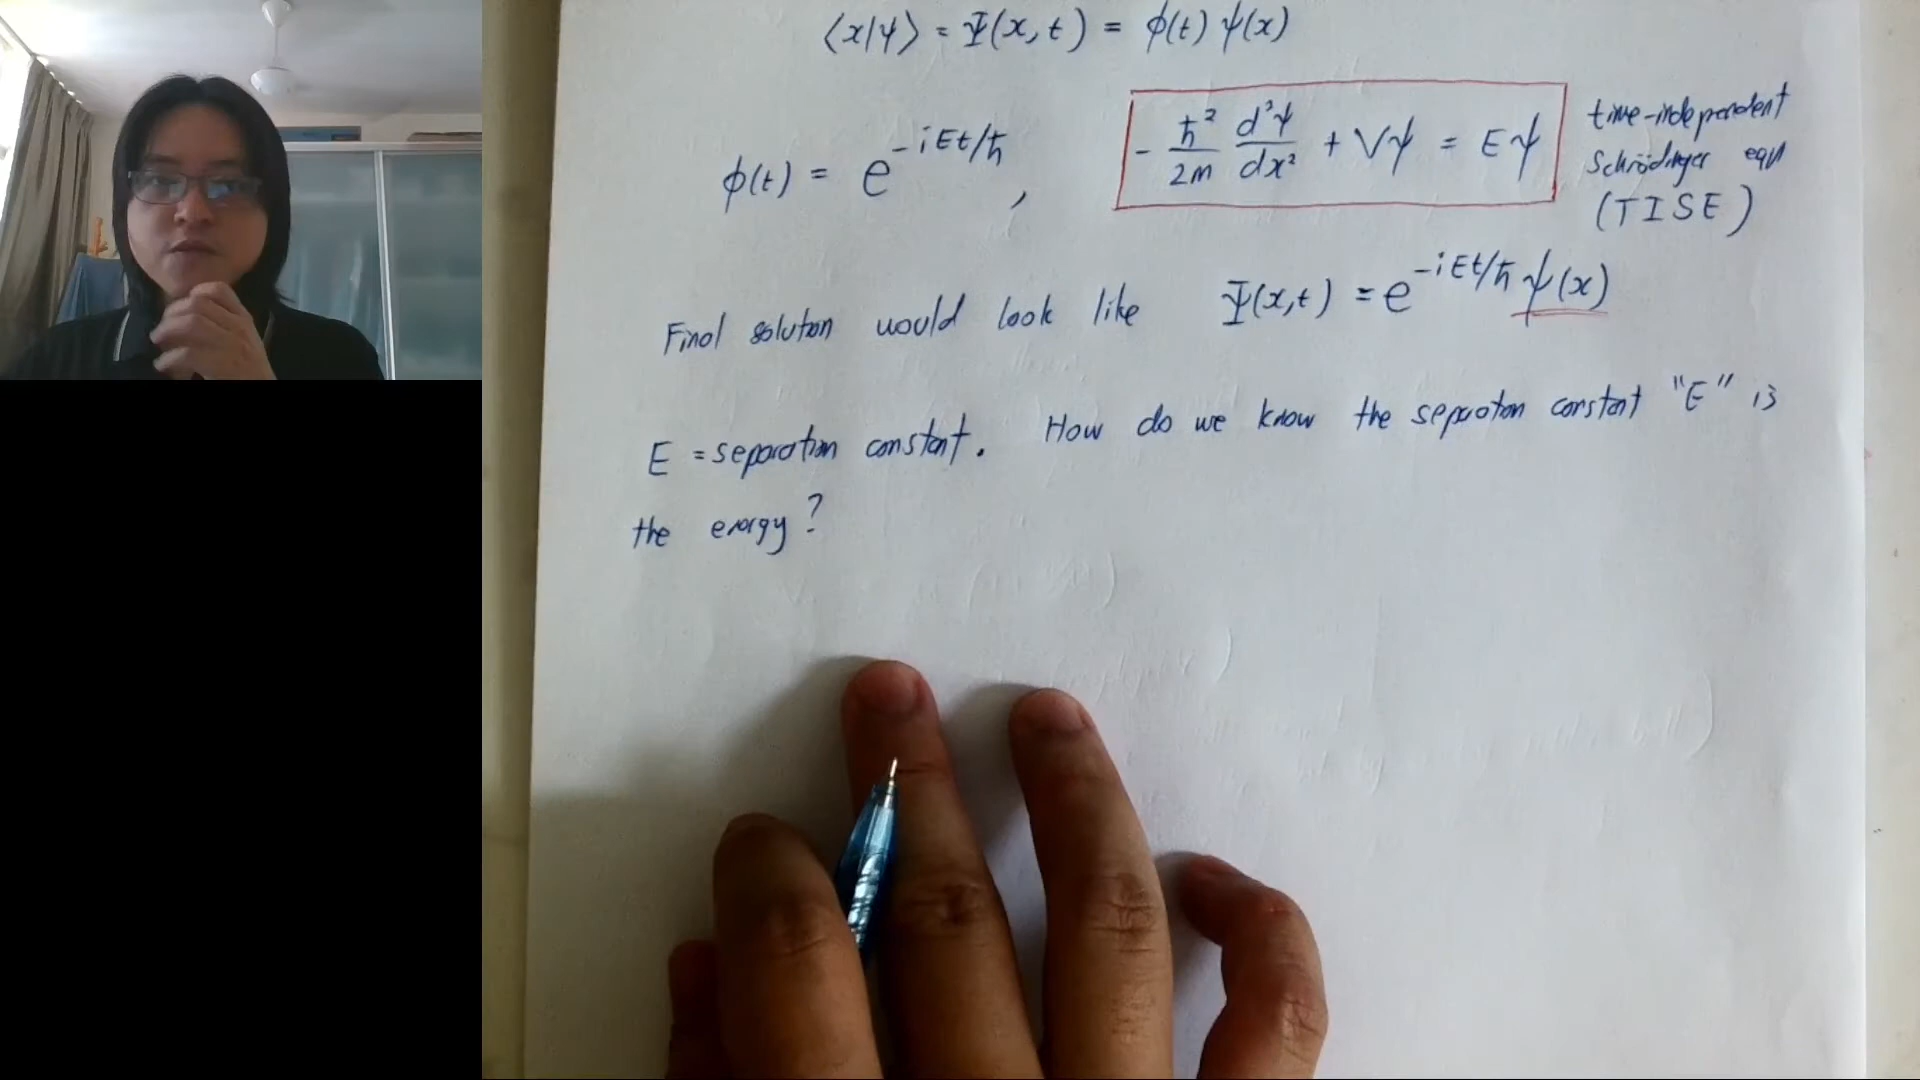 ⟨x|ψ⟩ = Ψ(x, t) = ϕ(t) ψ(x)
ϕ(t) = e^{-iEt/ħ} , -ħ²/2m d²ψ/dx² + Vψ = Eψ time-independent
Schrödinger eqn
(TISE)
Final solution would look like Ψ(x,t) = e^{-iEt/ħ} ψ(x)
E = separation constant. How do we know the separation constant "E" is
the energy?